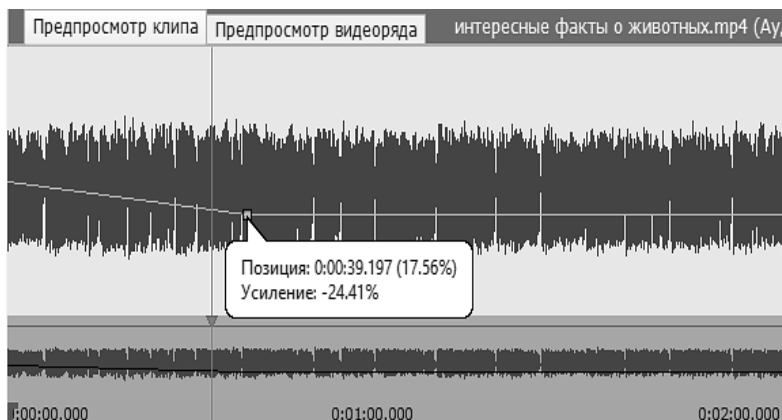 Предпросмотр клипа
Предпросмотр видеоряда
интересные факты о животных.mp4 (Ау
Позиция: 0:00:39.197 (17.56%)
Усиление: -24.41%
0:00:00.000
0:01:00.000
0:02:00.000